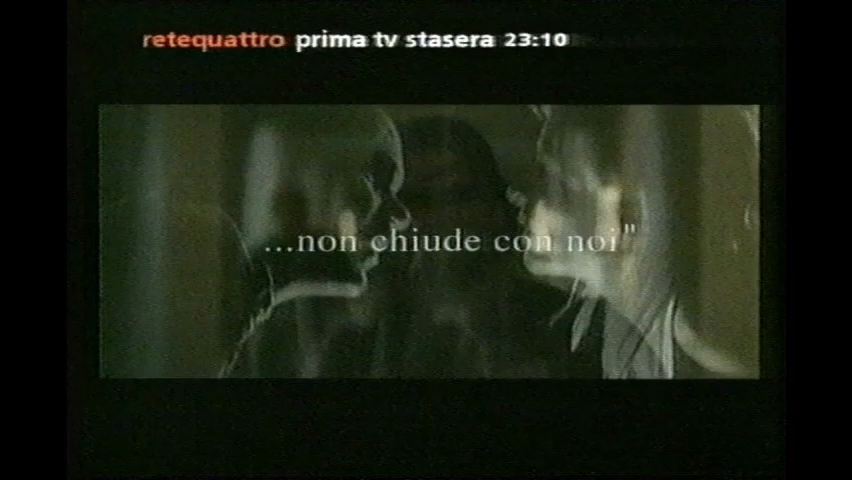 retequattro prima tv stasera 23:10
...non chiude con noi"